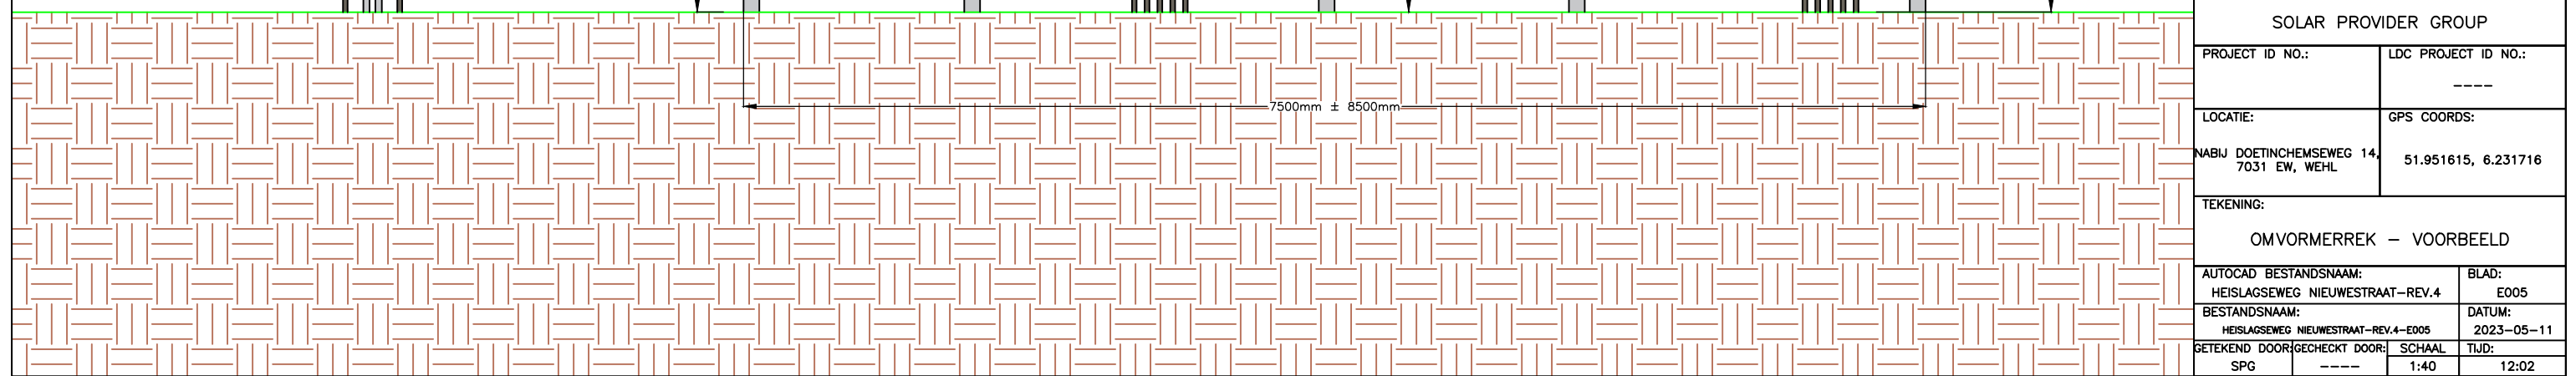 7500mm ± 8500mm
SOLAR PROVIDER GROUP
PROJECT ID NO.:
LDC PROJECT ID NO.:
----
LOCATIE:
NABIJ DOETINCHEMSEWEG 14,
7031 EW, WEHL
GPS COORDS:
51.951615, 6.231716
TEKENING:
OMVORMERREK – VOORBEELD
AUTOCAD BESTANDSNAAM:
HEISLAGSEWEG NIEUWESTRAAT-REV.4
BLAD:
E005
BESTANDSNAAM:
HEISLAGSEWEG NIEUWESTRAAT-REV.4-E005
DATUM:
2023-05-11
GETEKEND DOOR:
SPG
GECHECKT DOOR:
----
SCHAAL
1:40
TIJD:
12:02